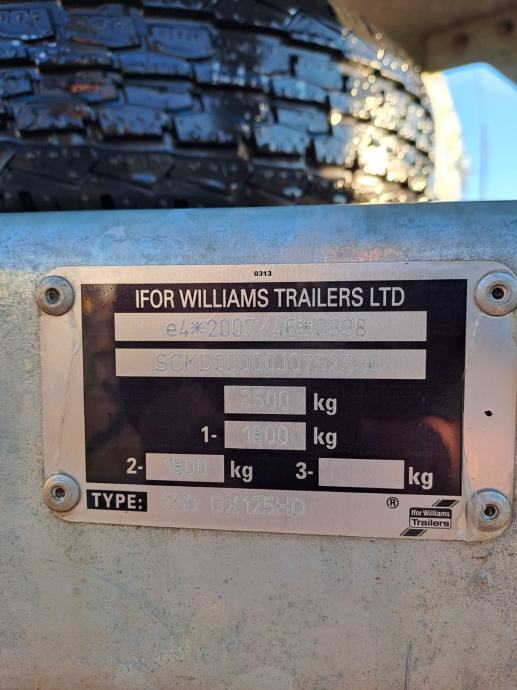 0313
IFOR WILLIAMS TRAILERS LTD
e4*2007/46*0338
SCKD00000J0752536
3500 kg
1- 1800 kg
2- 1800 kg 3- kg
TYPE: GX125HD ®
Ifor Williams
Trailers